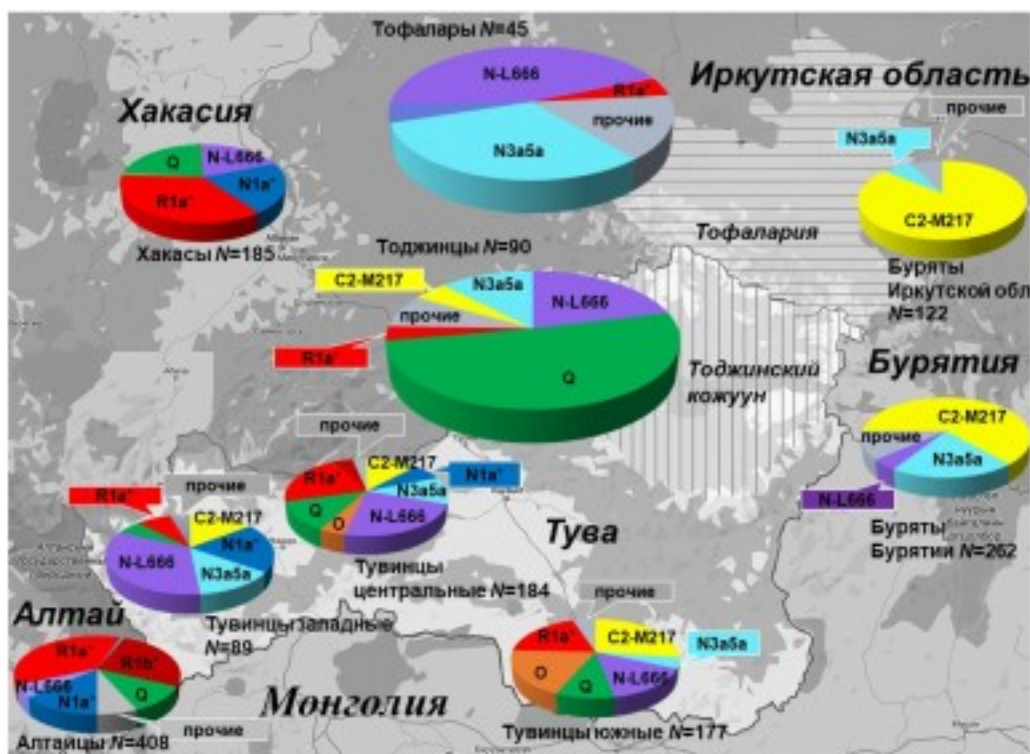 Тофалары N=45
N-L666
R1a*
прочие
N3a5a
Иркутская область
прочие
N3a5a
C2-M217
Буряты
Иркутской обл
N=122
Хакасия
Q
N-L666
N1a*
R1a*
Хакасы N=185
Тофалария
Тоджинцы N=90
C2-M217
N3a5a
N-L666
прочие
R1a*
Q
Тоджинский
кожуун
Бурятия
C2-M217
прочие
N3a5a
N-L666
Буряты
Бурятии N=262
прочие
R1a*
C2-M217
N1a*
N3a5a
Q
O
N-L666
Тувинцы
центральные N=184
Тува
R1a*
прочие
C2-M217
N1a*
N-L666
N3a5a
Тувинцы западные
N=89
Алтай
R1a*
R1b*
N-L666
N1a*
Q
прочие
Алтайцы N=408
Монголия
прочие
R1a*
C2-M217
N3a5a
O
Q
N-L666
Тувинцы южные N=177